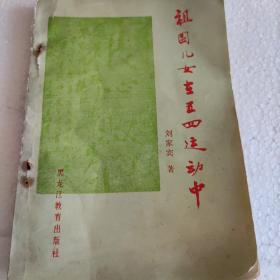 祖国儿女在五四运动中
刘家宾 著
黑龙江教育出版社